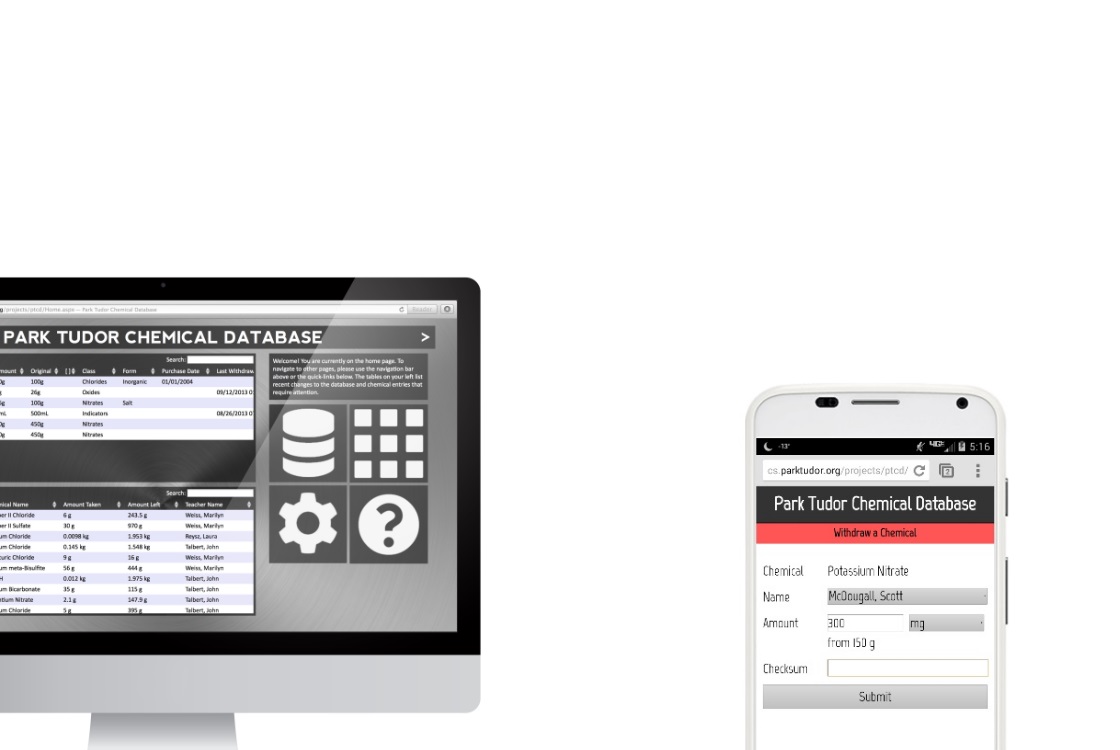 g/projects/ptcd/Home.aspx — Park Tudor Chemical Database
Reader
PARK TUDOR CHEMICAL DATABASE >
Search:
Original [ ] Class Form Purchase Date Last Withdraw
100g Chlorides Inorganic 01/01/2004
26g Oxides 09/12/2013 0
100g Nitrates Salt
mL 500mL Indicators 08/26/2013 0
450g Nitrates
450g Nitrates
Welcome! You are currently on the home page. To
navigate to other pages, please use the navigation bar
above or the quick-links below. The tables on your left list
recent changes to the database and chemical entries that
require attention.
Search:
nical Name Amount Taken Amount Left Teacher Name
er II Chloride 6 g 243.5 g Weiss, Marilyn
er II Sulfate 30 g 970 g Weiss, Marilyn
um Chloride 0.0098 kg 1.953 kg Reysz, Laura
um Chloride 0.145 kg 1.548 kg Talbert, John
curic Chloride 9 g 16 g Weiss, Marilyn
um meta-Bisulfite 56 g 444 g Weiss, Marilyn
H 0.012 kg 1.975 kg Talbert, John
um Bicarbonate 35 g 115 g Talbert, John
ntium Nitrate 2.1 g 147.9 g Talbert, John
um Chloride 5 g 395 g Talbert, John
?
-13° 4G 5:16
cs.parktudor.org/projects/ptcd/
Park Tudor Chemical Database
Withdraw a Chemical
Chemical Potassium Nitrate
Name McDougall, Scott
Amount 300 mg
from 150 g
Checksum
Submit